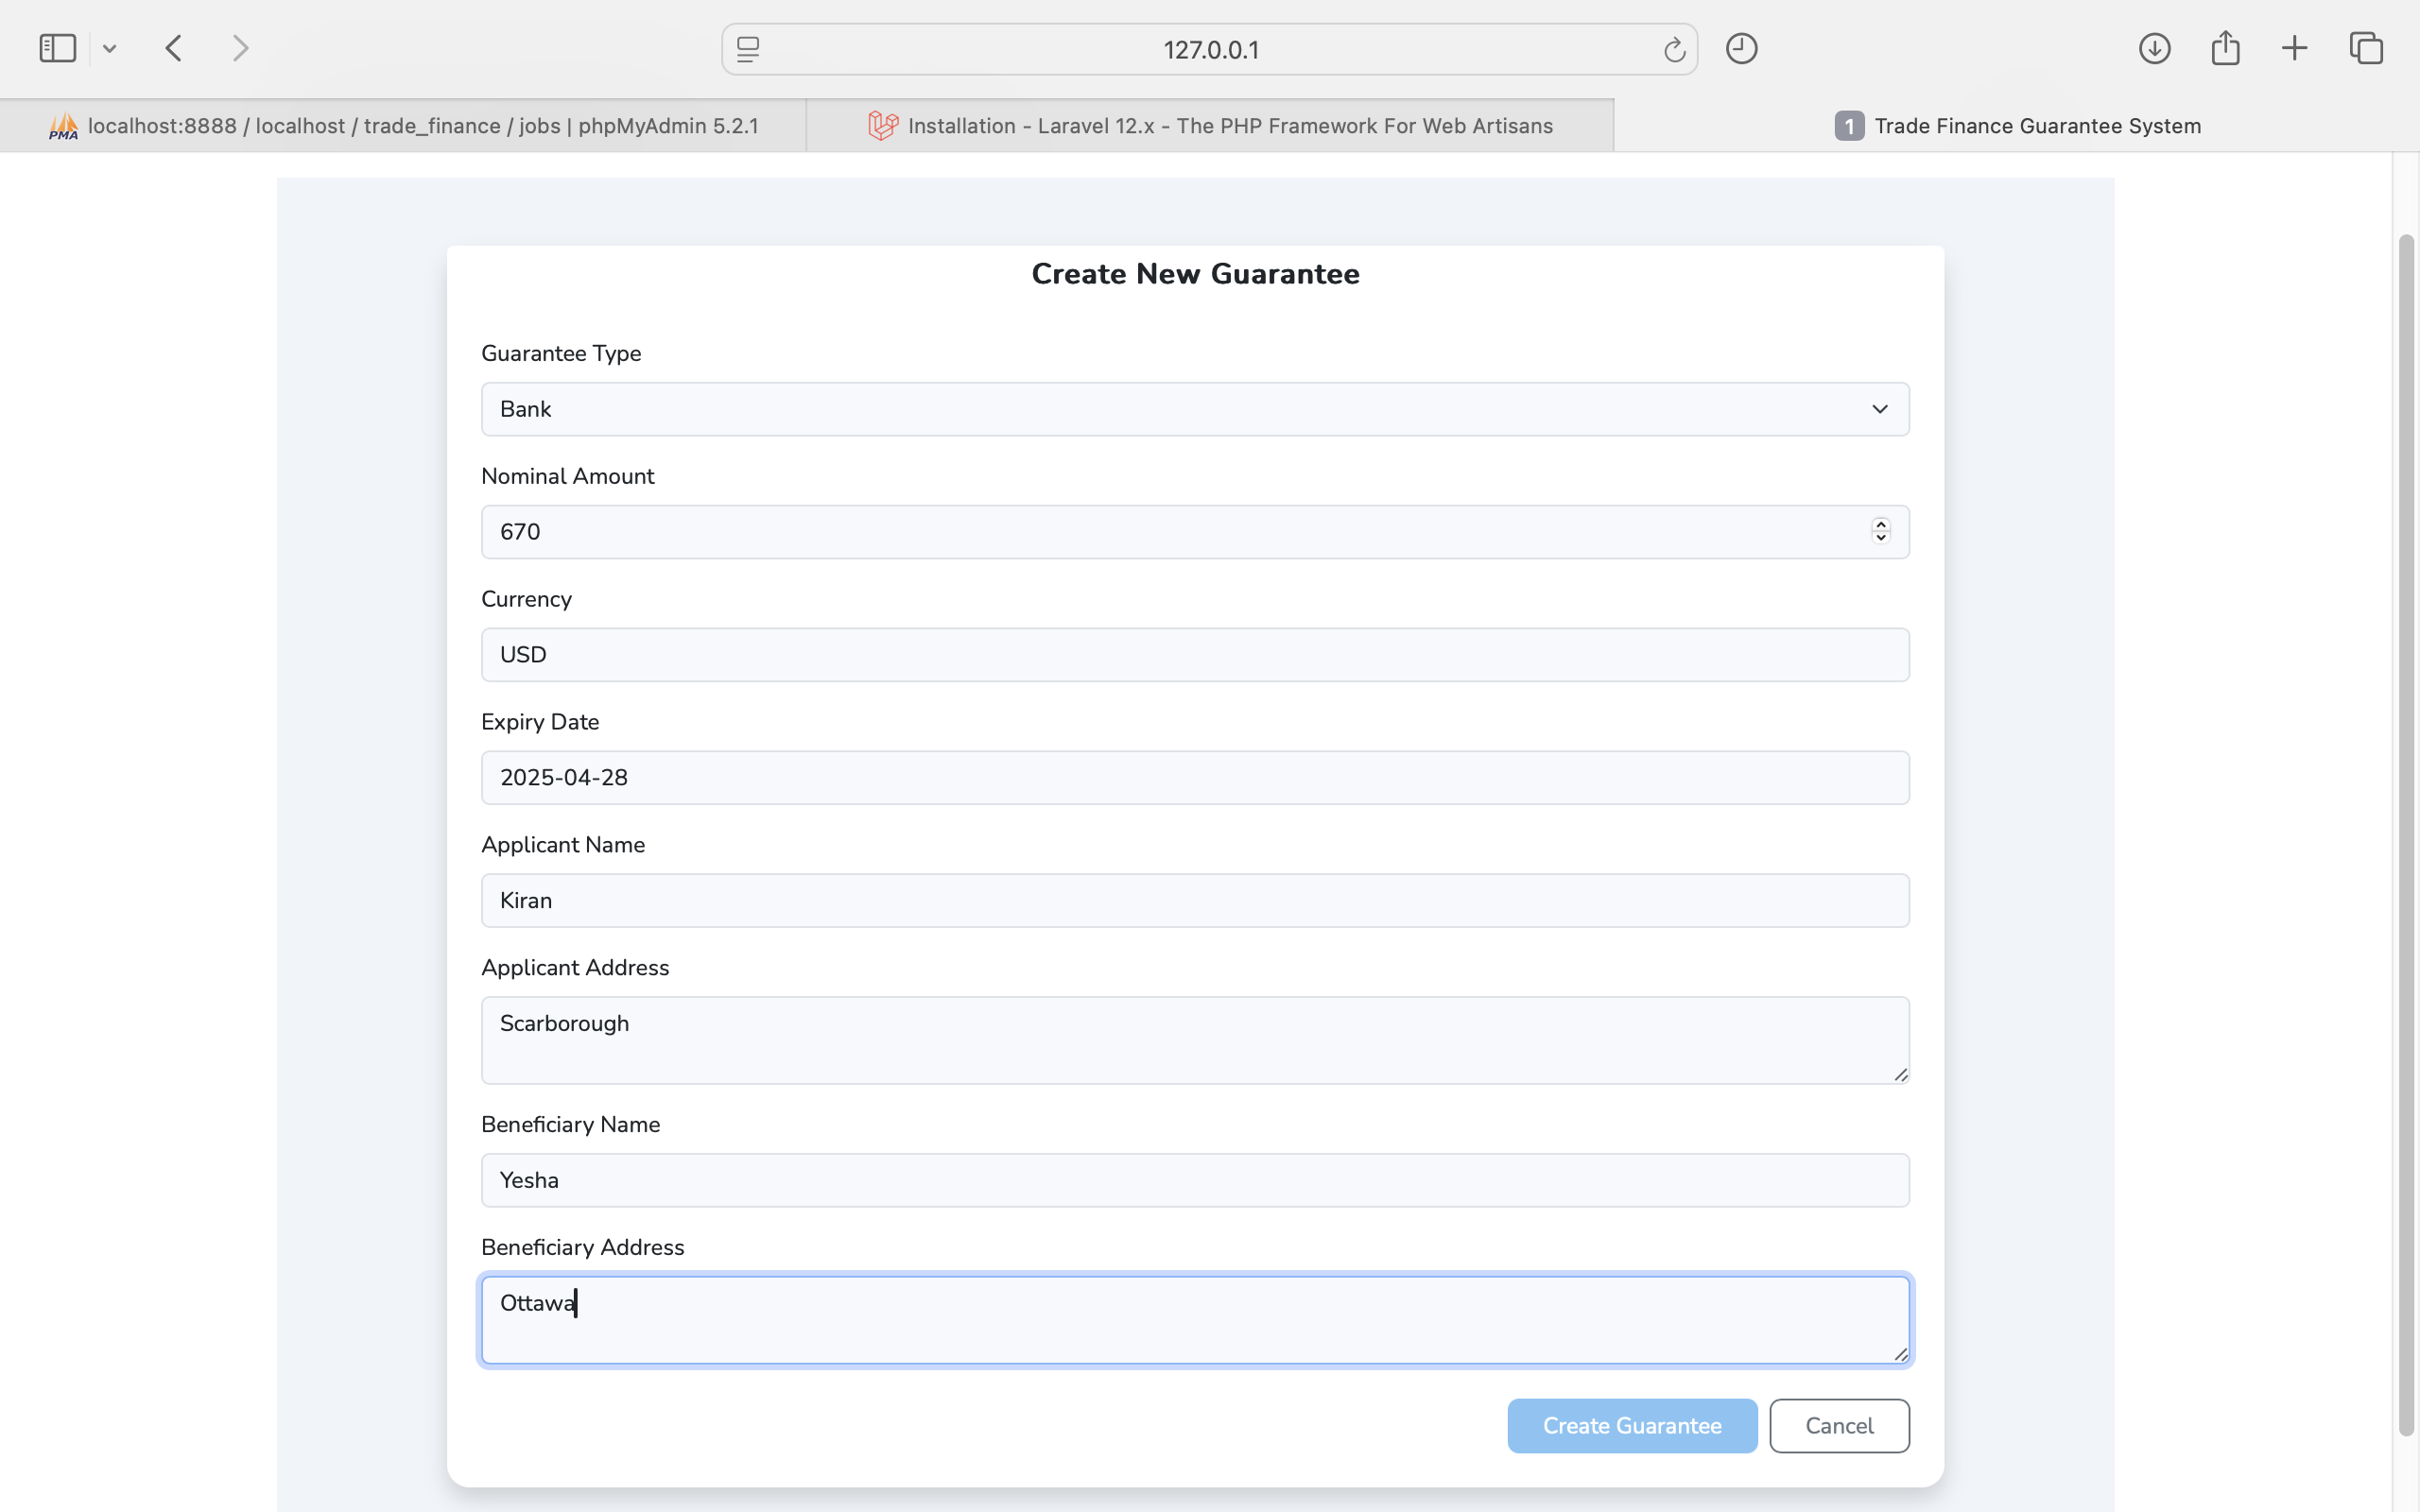 127.0.0.1
PMA localhost:8888 / localhost / trade_finance / jobs | phpMyAdmin 5.2.1
Installation - Laravel 12.x - The PHP Framework For Web Artisans
1 Trade Finance Guarantee System
Create New Guarantee
Guarantee Type
Bank
Nominal Amount
670
Currency
USD
Expiry Date
2025-04-28
Applicant Name
Kiran
Applicant Address
Scarborough
Beneficiary Name
Yesha
Beneficiary Address
Ottawa
Create Guarantee
Cancel